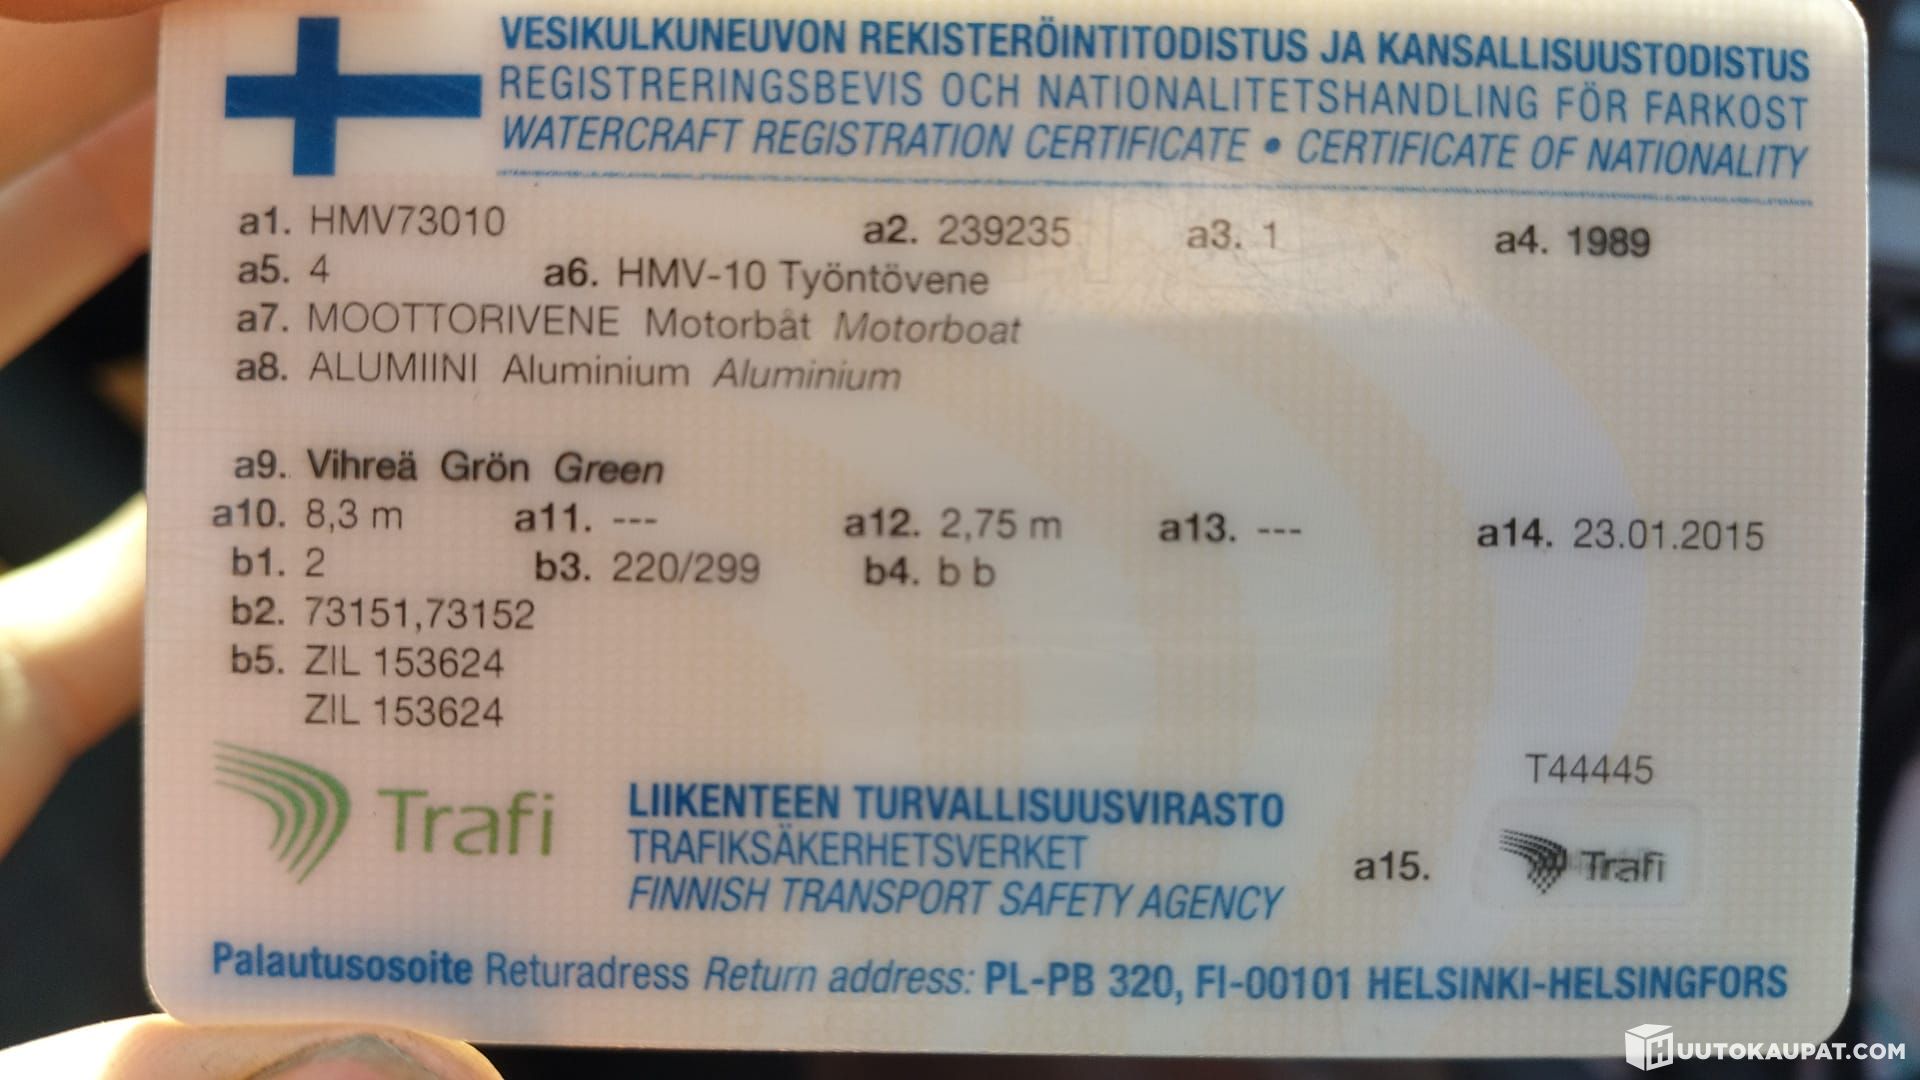 VESIKULKUNEUVON REKISTERÖINTITODISTUS JA KANSALLISUUSTODISTUS
REGISTRERINGSBEVIS OCH NATIONALITETSHANDLING FÖR FARKOST
WATERCRAFT REGISTRATION CERTIFICATE • CERTIFICATE OF NATIONALITY
a1. HMV73010 a2. 239235 a3. 1 a4. 1989
a5. 4 a6. HMV-10 Työntövene
a7. MOOTTORIVENE Motorbåt Motorboat
a8. ALUMIINI Aluminium Aluminium
a9. Vihreä Grön Green
a10. 8,3 m a11. --- a12. 2,75 m a13. --- a14. 23.01.2015
b1. 2 b3. 220/299 b4. b b
b2. 73151,73152
b5. ZIL 153624
ZIL 153624
T44445
Trafi
LIIKENTEEN TURVALLISUUSVIRASTO
TRAFIKSÄKERHETSVERKET
FINNISH TRANSPORT SAFETY AGENCY
a15. Trafi
Palautusosoite Returadress Return address: PL-PB 320, FI-00101 HELSINKI-HELSINGFORS
HUUTOKAUPAT.COM